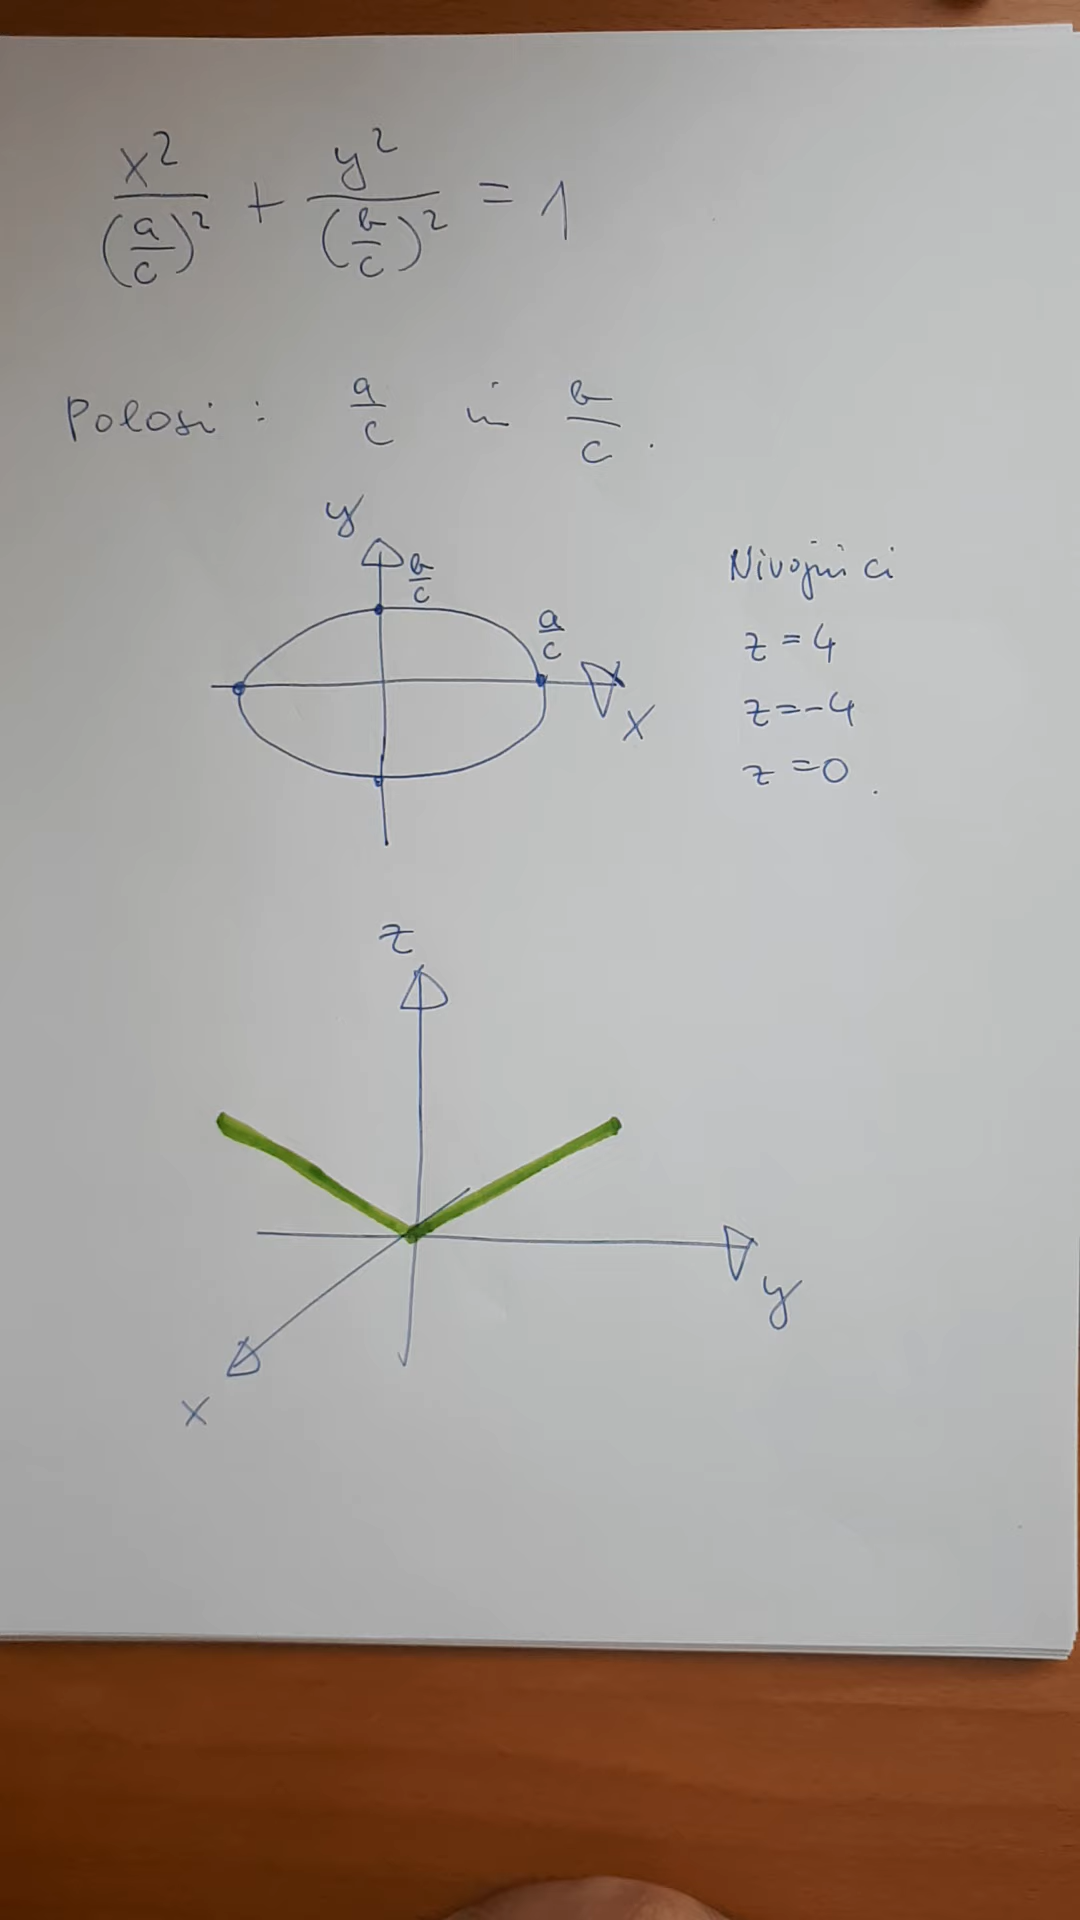 x²/(a/c)² + y²/(b/c)² = 1
Polosi: a/c in b/c.
y
b/c
a/c
x
Nivojnici
z = 4
z = -4
z = 0.
z
y
x